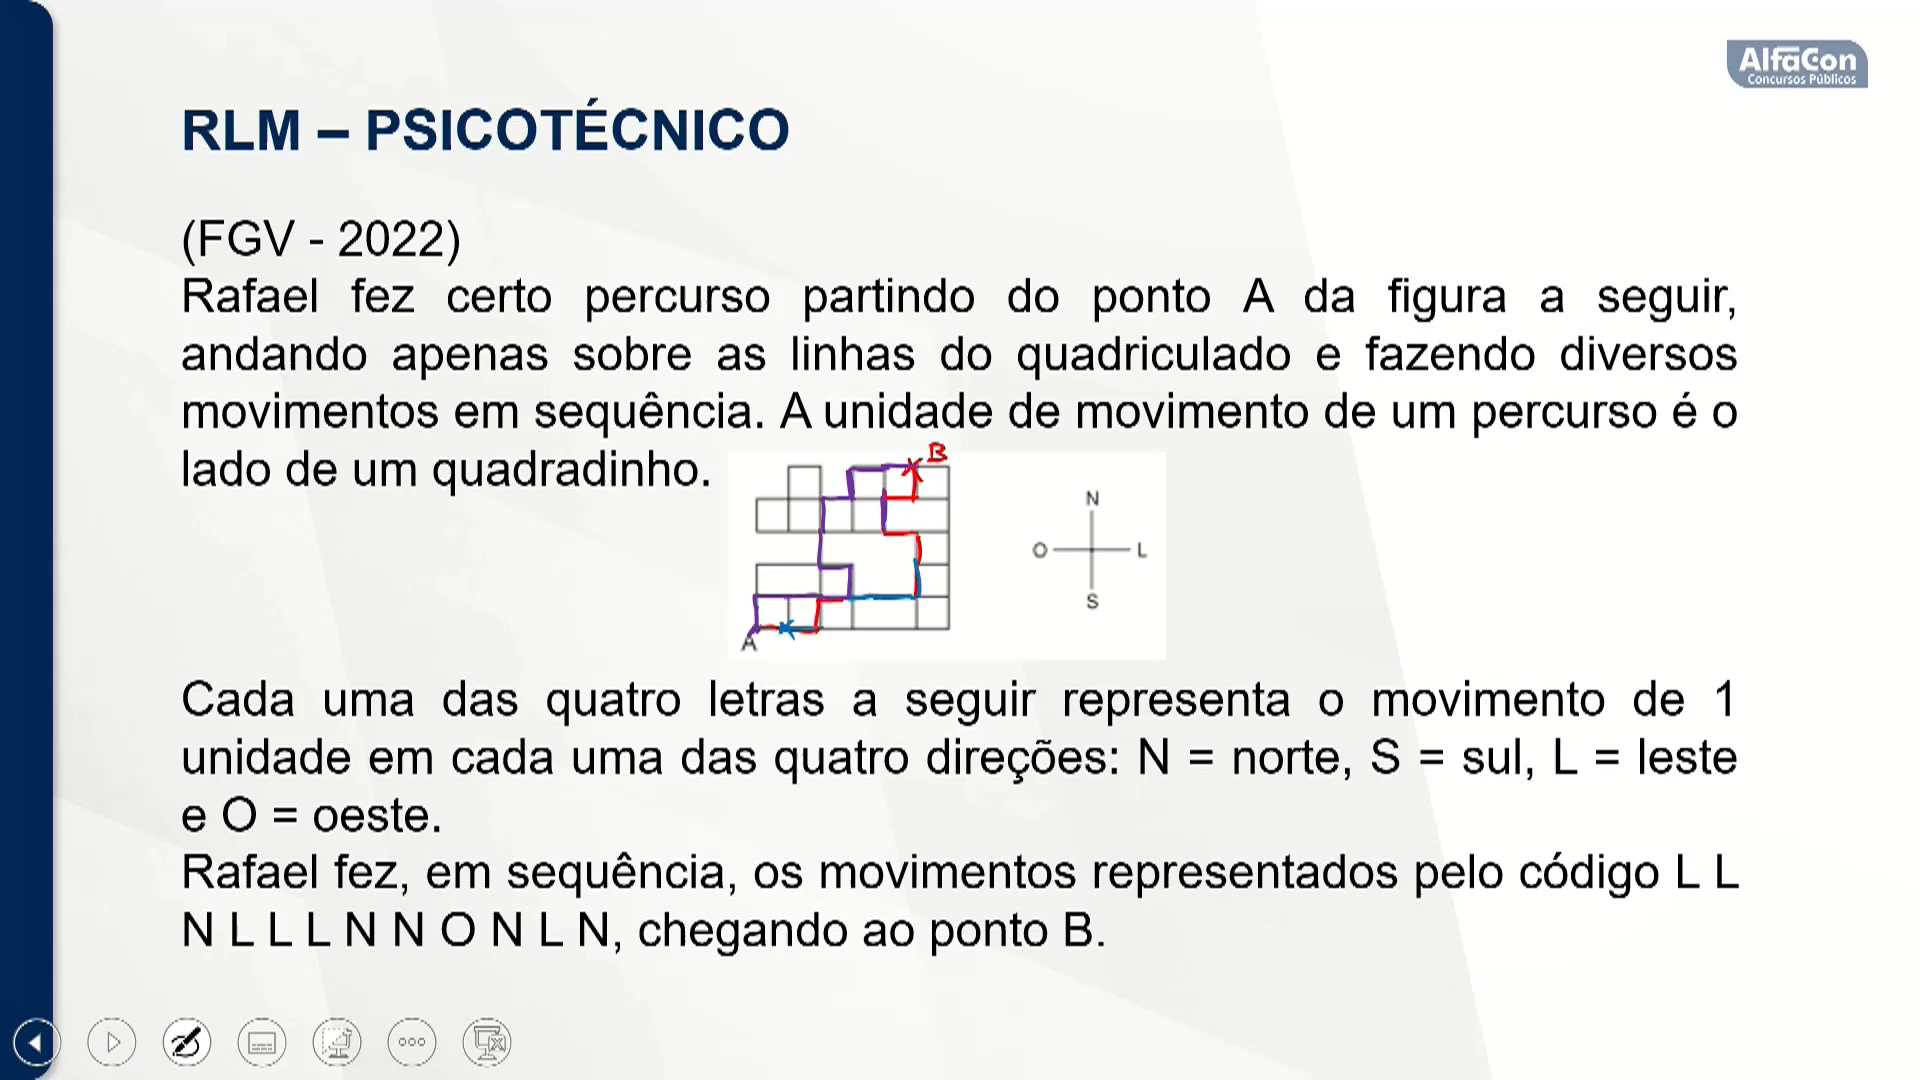 AlfaCon
Concursos Públicos
RLM – PSICOTÉCNICO
(FGV - 2022)
Rafael fez certo percurso partindo do ponto A da figura a seguir,
andando apenas sobre as linhas do quadriculado e fazendo diversos
movimentos em sequência. A unidade de movimento de um percurso é o
lado de um quadradinho.
B
N
O L
S
A
Cada uma das quatro letras a seguir representa o movimento de 1
unidade em cada uma das quatro direções: N = norte, S = sul, L = leste
e O = oeste.
Rafael fez, em sequência, os movimentos representados pelo código L L
N L L L N N O N L N, chegando ao ponto B.